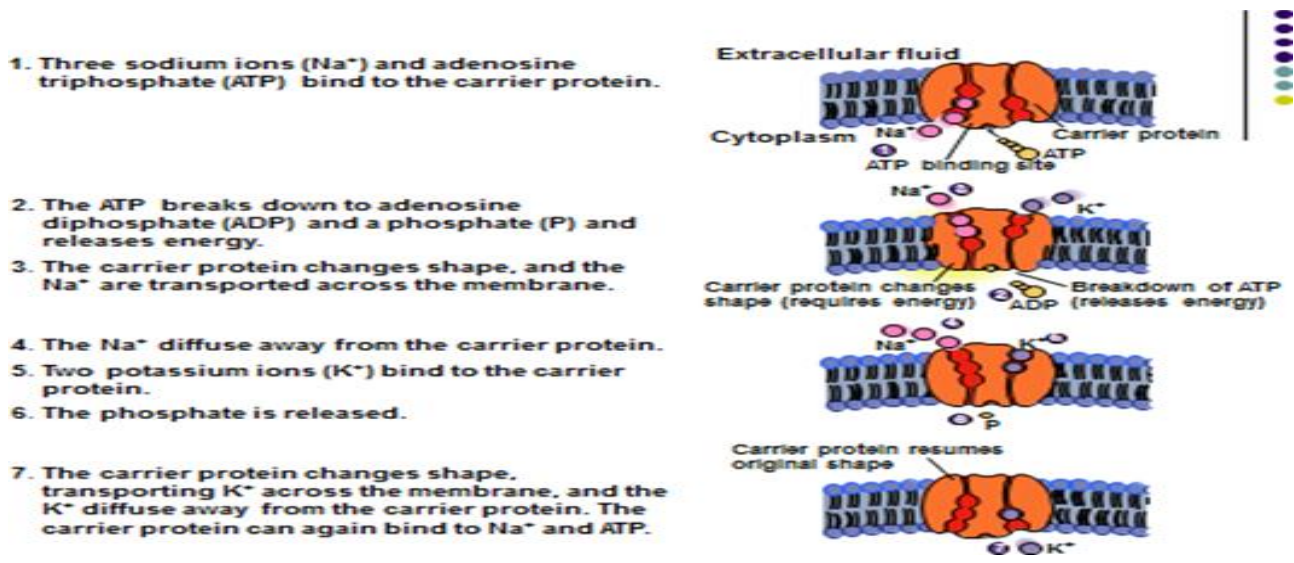 1. Three sodium ions (Na⁺) and adenosine
triphosphate (ATP) bind to the carrier protein.
2. The ATP breaks down to adenosine
diphosphate (ADP) and a phosphate (P) and
releases energy.
3. The carrier protein changes shape, and the
Na⁺ are transported across the membrane.
4. The Na⁺ diffuse away from the carrier protein.
5. Two potassium ions (K⁺) bind to the carrier
protein.
6. The phosphate is released.
7. The carrier protein changes shape,
transporting K⁺ across the membrane, and the
K⁺ diffuse away from the carrier protein. The
carrier protein can again bind to Na⁺ and ATP.
Extracellular fluid
Cytoplasm
Na⁺
Carrier protein
1
ATP
ATP binding site
Na⁺
K⁺
Carrier protein changes
shape (requires energy)
Breakdown of ATP
(releases energy)
2
ADP
Na⁺
4
K⁺
P
Carrier protein resumes
original shape
7
K⁺